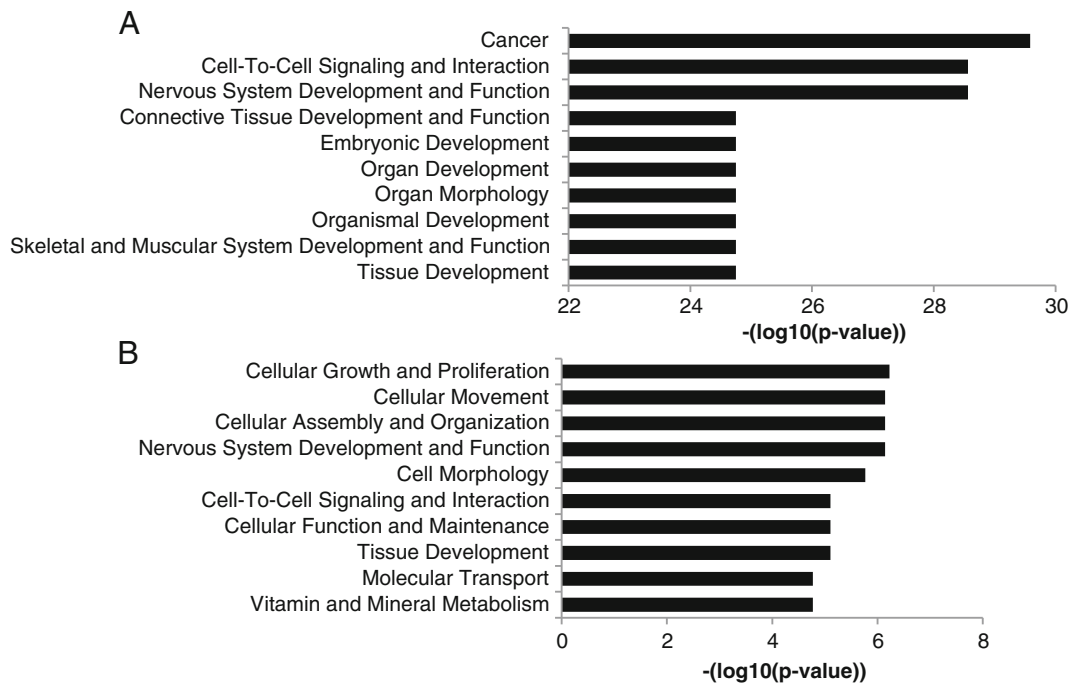 A
Cancer
Cell-To-Cell Signaling and Interaction
Nervous System Development and Function
Connective Tissue Development and Function
Embryonic Development
Organ Development
Organ Morphology
Organismal Development
Skeletal and Muscular System Development and Function
Tissue Development
22 24 26 28 30
-(log10(p-value))
B
Cellular Growth and Proliferation
Cellular Movement
Cellular Assembly and Organization
Nervous System Development and Function
Cell Morphology
Cell-To-Cell Signaling and Interaction
Cellular Function and Maintenance
Tissue Development
Molecular Transport
Vitamin and Mineral Metabolism
0 2 4 6 8
-(log10(p-value))